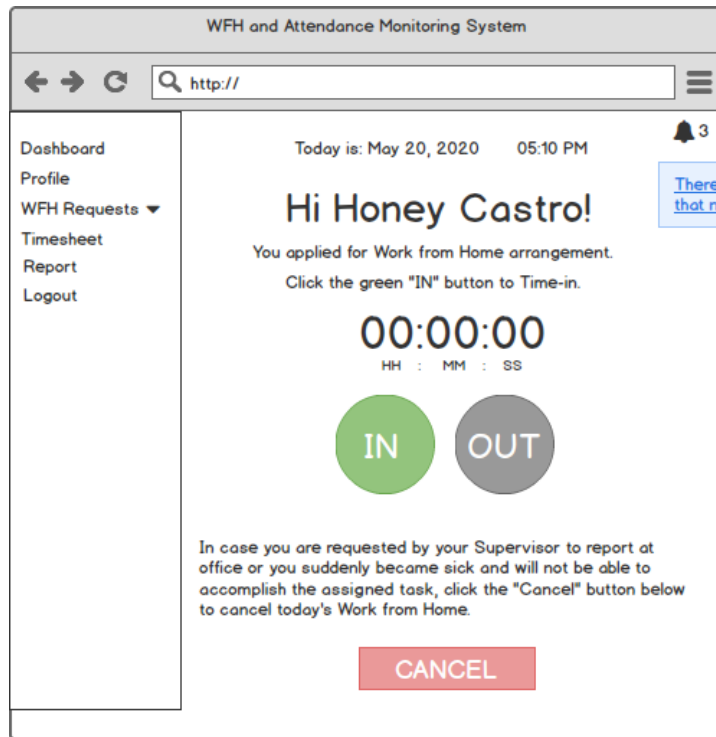 WFH and Attendance Monitoring System
http://
3
Dashboard
Profile
WFH Requests
Timesheet
Report
Logout
Today is: May 20, 2020 05:10 PM
There
that
Hi Honey Castro!
You applied for Work from Home arrangement.
Click the green "IN" button to Time-in.
00:00:00
HH : MM : SS
IN OUT
In case you are requested by your Supervisor to report at
office or you suddenly became sick and will not be able to
accomplish the assigned task, click the "Cancel" button below
to cancel today's Work from Home.
CANCEL